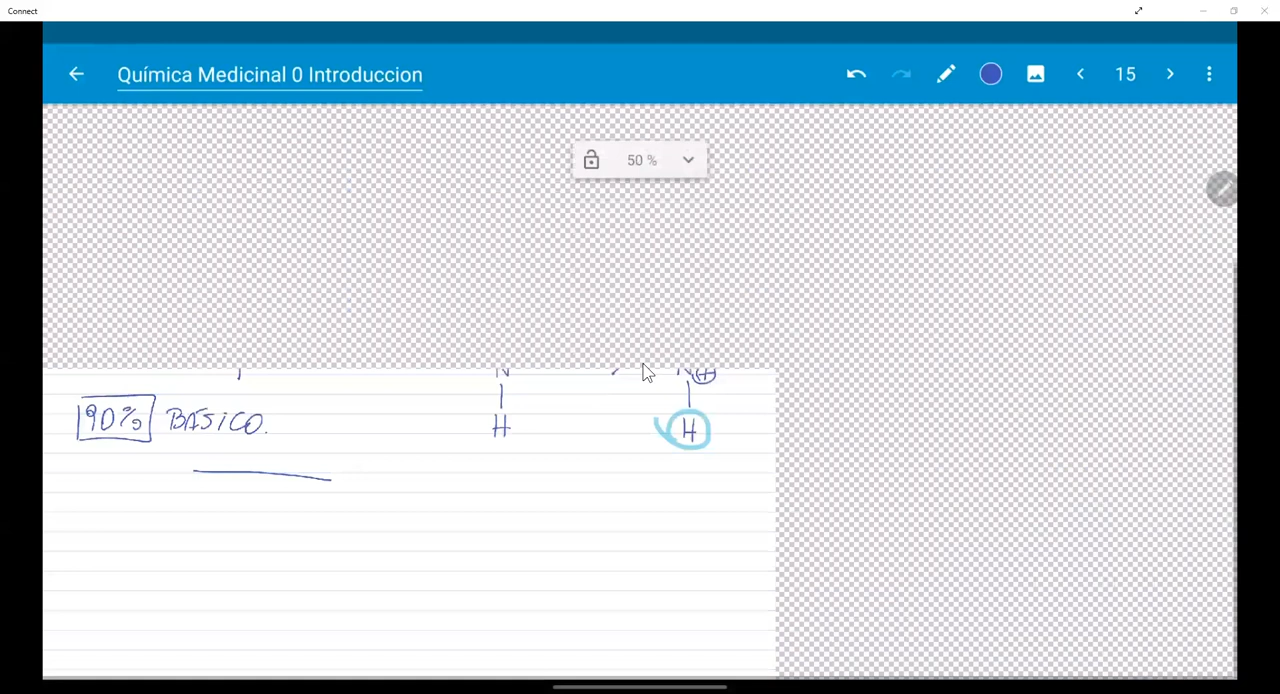 Connect
Química Medicinal 0 Introduccion
15
50 %
N N +
90% BASICO.
H H